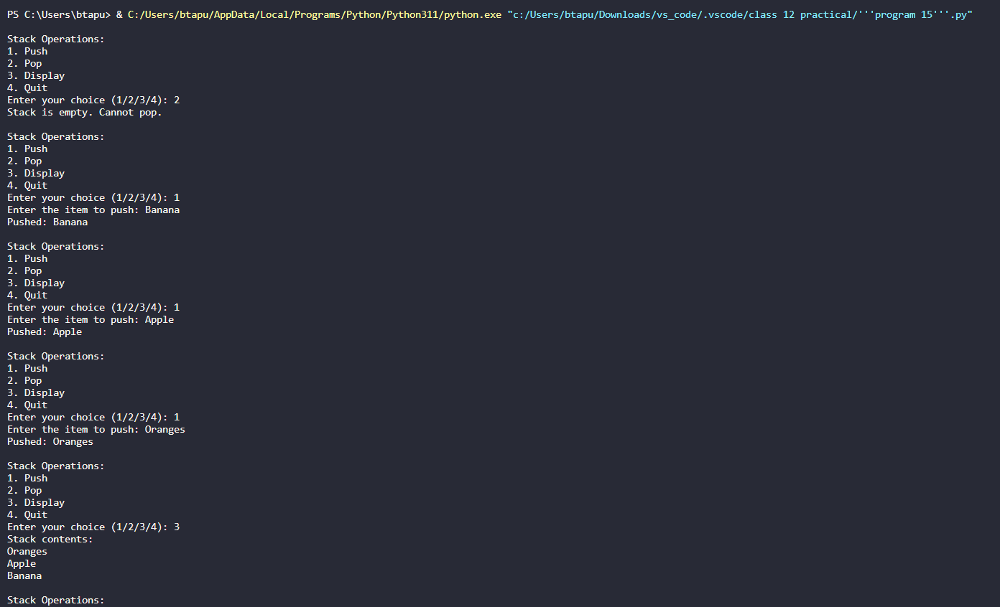 PS C:\Users\btapu> & C:/Users/btapu/AppData/Local/Programs/Python/Python311/python.exe "c:/Users/btapu/Downloads/vs_code/.vscode/class 12 practical/'''program 15'''.py"

Stack Operations:
1. Push
2. Pop
3. Display
4. Quit
Enter your choice (1/2/3/4): 2
Stack is empty. Cannot pop.

Stack Operations:
1. Push
2. Pop
3. Display
4. Quit
Enter your choice (1/2/3/4): 1
Enter the item to push: Banana
Pushed: Banana

Stack Operations:
1. Push
2. Pop
3. Display
4. Quit
Enter your choice (1/2/3/4): 1
Enter the item to push: Apple
Pushed: Apple

Stack Operations:
1. Push
2. Pop
3. Display
4. Quit
Enter your choice (1/2/3/4): 1
Enter the item to push: Oranges
Pushed: Oranges

Stack Operations:
1. Push
2. Pop
3. Display
4. Quit
Enter your choice (1/2/3/4): 3
Stack contents:
Oranges
Apple
Banana

Stack Operations: